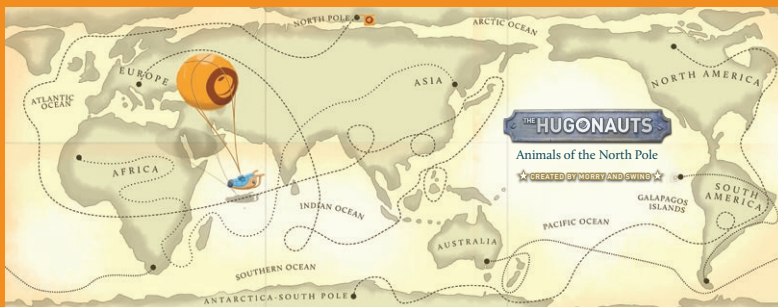 NORTH POLE
ARCTIC OCEAN
EUROPE
ASIA
NORTH AMERICA
ATLANTIC
OCEAN
THE HUGONAUTS
Animals of the North Pole
CREATED BY MORRY AND SWING
AFRICA
INDIAN OCEAN
GALAPAGOS
ISLANDS
SOUTH
AMERICA
PACIFIC OCEAN
AUSTRALIA
SOUTHERN OCEAN
ANTARCTICA-SOUTH POLE